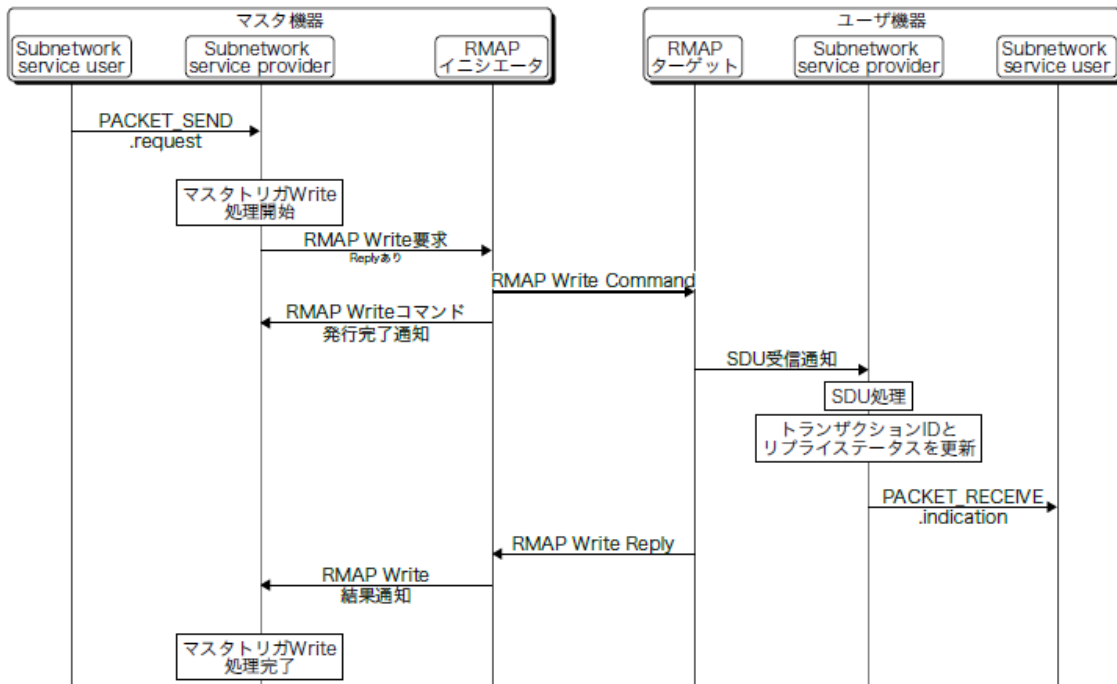 マスタ機器
ユーザ機器
Subnetwork
service user
Subnetwork
service provider
RMAP
イニシエータ
RMAP
ターゲット
Subnetwork
service provider
Subnetwork
service user
PACKET_SEND
.request
マスタトリガWrite
処理開始
RMAP Write要求
Replyあり
RMAP Write Command
RMAP Writeコマンド
発行完了通知
SDU受信通知
SDU処理
トランザクションIDと
リプライステータスを更新
PACKET_RECEIVE
.indication
RMAP Write Reply
RMAP Write
結果通知
マスタトリガWrite
処理完了